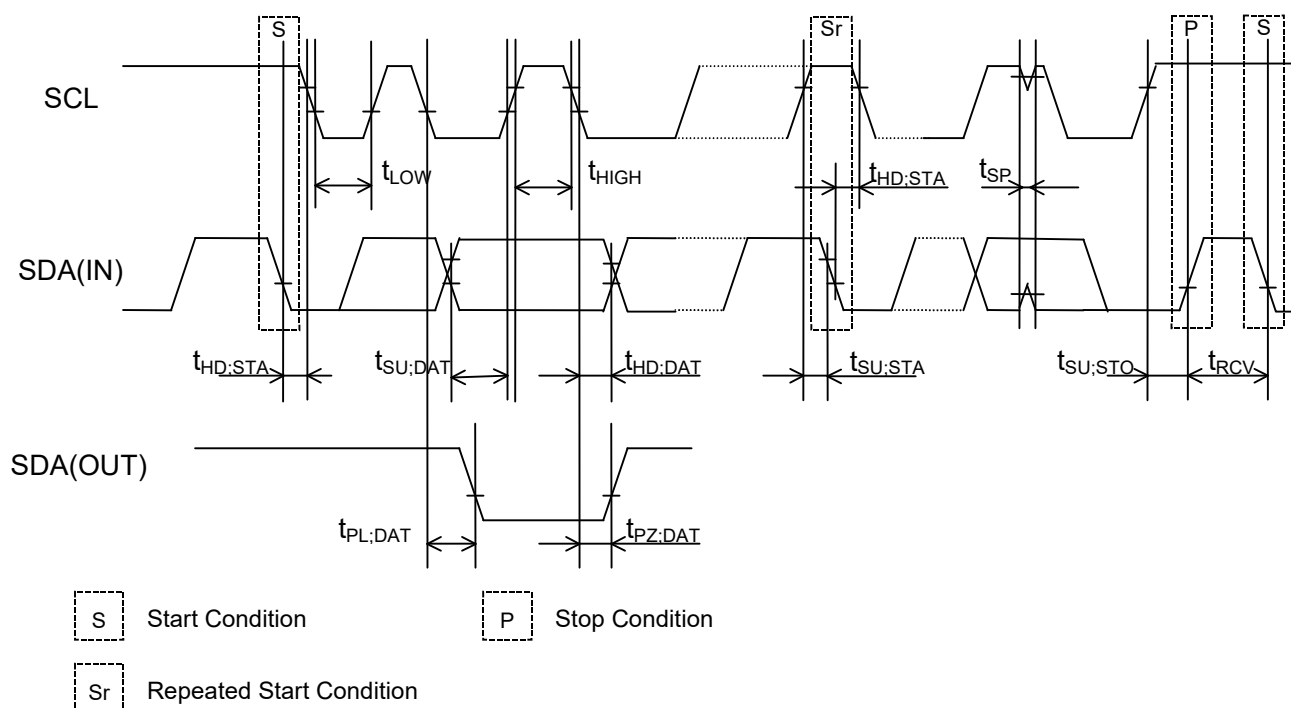 S Sr P S
SCL
tLOW tHIGH tHD;STA tSP
SDA(IN)
tHD;STA tSU;DAT tHD;DAT tSU;STA tSU;STO tRCV
SDA(OUT)
tPL;DAT tPZ;DAT
S Start Condition P Stop Condition
Sr Repeated Start Condition